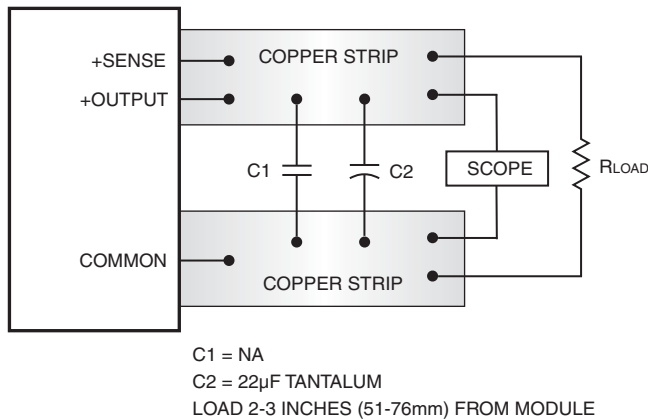 +SENSE
COPPER STRIP
+OUTPUT
C1
C2
SCOPE
RLOAD
COMMON
COPPER STRIP
C1 = NA
C2 = 22µF TANTALUM
LOAD 2-3 INCHES (51-76mm) FROM MODULE